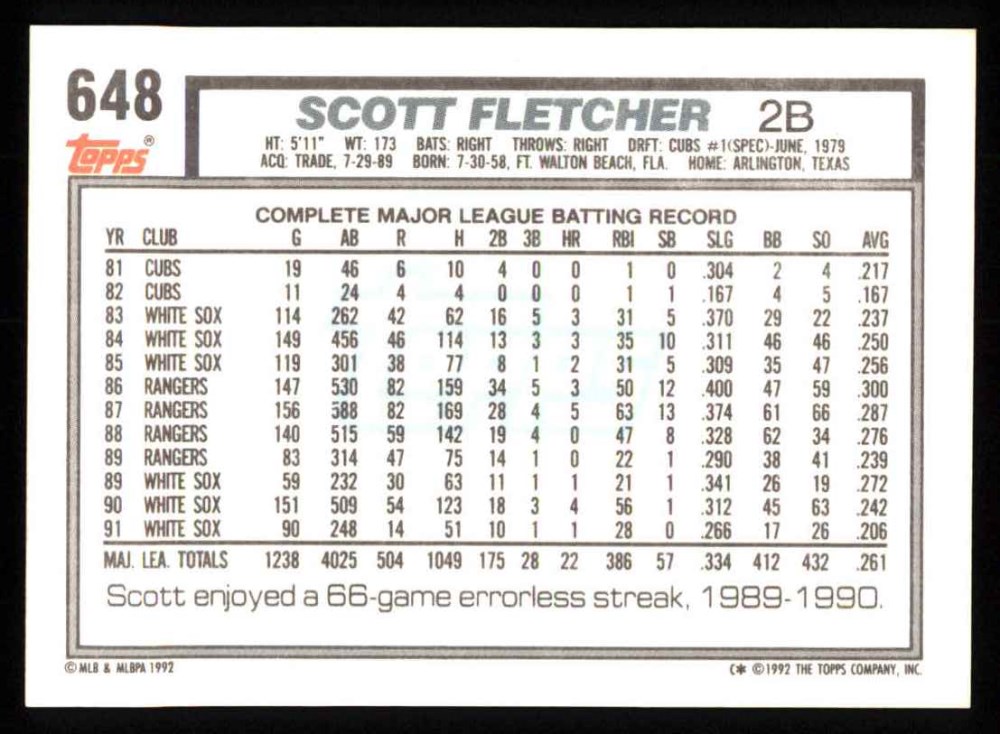 648
Topps®
SCOTT FLETCHER 2B
HT: 5'11" WT: 173 BATS: RIGHT THROWS: RIGHT DRFT: CUBS #1(SPEC)-JUNE, 1979
ACQ: TRADE, 7-29-89 BORN: 7-30-58, FT. WALTON BEACH, FLA. HOME: ARLINGTON, TEXAS
COMPLETE MAJOR LEAGUE BATTING RECORD
YR CLUB G AB R H 2B 3B HR RBI SB SLG BB SO AVG
81 CUBS 19 46 6 10 4 0 0 1 0 .304 2 4 .217
82 CUBS 11 24 4 4 0 0 0 1 1 .167 4 5 .167
83 WHITE SOX 114 262 42 62 16 5 3 31 5 .370 29 22 .237
84 WHITE SOX 149 456 46 114 13 3 3 35 10 .311 46 46 .250
85 WHITE SOX 119 301 38 77 8 1 2 31 5 .309 35 47 .256
86 RANGERS 147 530 82 159 34 5 3 50 12 .400 47 59 .300
87 RANGERS 156 588 82 169 28 4 5 63 13 .374 61 66 .287
88 RANGERS 140 515 59 142 19 4 0 47 8 .328 62 34 .276
89 RANGERS 83 314 47 75 14 1 0 22 1 .290 38 41 .239
89 WHITE SOX 59 232 30 63 11 1 1 21 1 .341 26 19 .272
90 WHITE SOX 151 509 54 123 18 3 4 56 1 .312 45 63 .242
91 WHITE SOX 90 248 14 51 10 1 1 28 0 .266 17 26 .206
MAJ. LEA. TOTALS 1238 4025 504 1049 175 28 22 386 57 .334 412 432 .261
Scott enjoyed a 66-game errorless streak, 1989-1990.
© MLB & MLBPA 1992
C* © 1992 THE TOPPS COMPANY, INC.